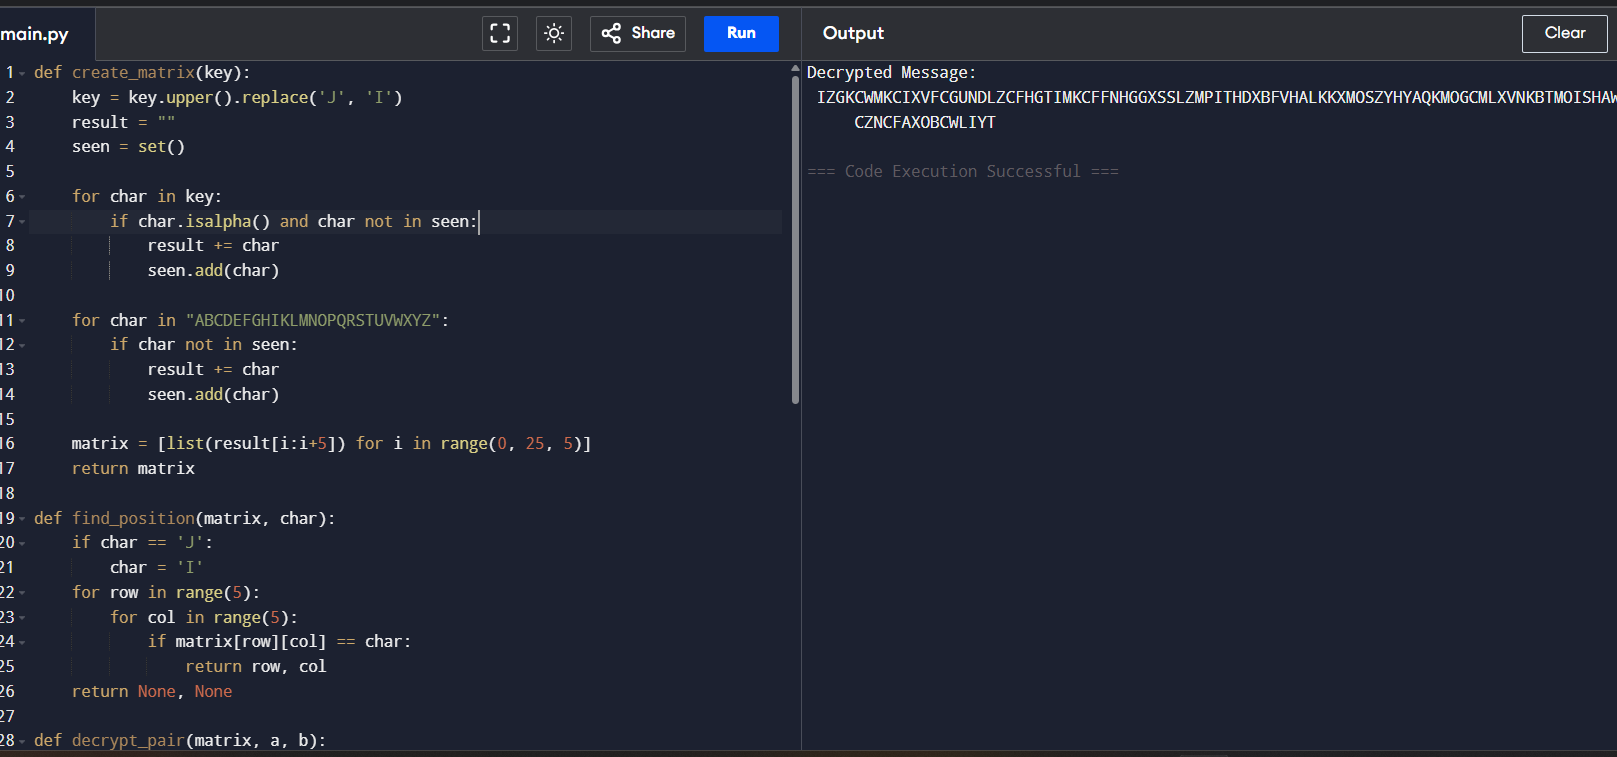 main.py
Share
Run
Output
Clear
1 def create_matrix(key):
2 key = key.upper().replace('J', 'I')
3 result = ""
4 seen = set()
5
6 for char in key:
7 if char.isalpha() and char not in seen:
8 result += char
9 seen.add(char)
10
11 for char in "ABCDEFGHIKLMNOPQRSTUVWXYZ":
12 if char not in seen:
13 result += char
14 seen.add(char)
15
16 matrix = [list(result[i:i+5]) for i in range(0, 25, 5)]
17 return matrix
18
19 def find_position(matrix, char):
20 if char == 'J':
21 char = 'I'
22 for row in range(5):
23 for col in range(5):
24 if matrix[row][col] == char:
25 return row, col
26 return None, None
27
28 def decrypt_pair(matrix, a, b):
Decrypted Message:
IZGKCWMKCIXVFCGUNDLZCFHGTIMKCFFNHGGXSSLZMPITHDXBFVHALKKXMOSZYHYAQKMOGCMLXVNKBTMOISHAW
CZNCFAXOBCWLIYT
=== Code Execution Successful ===